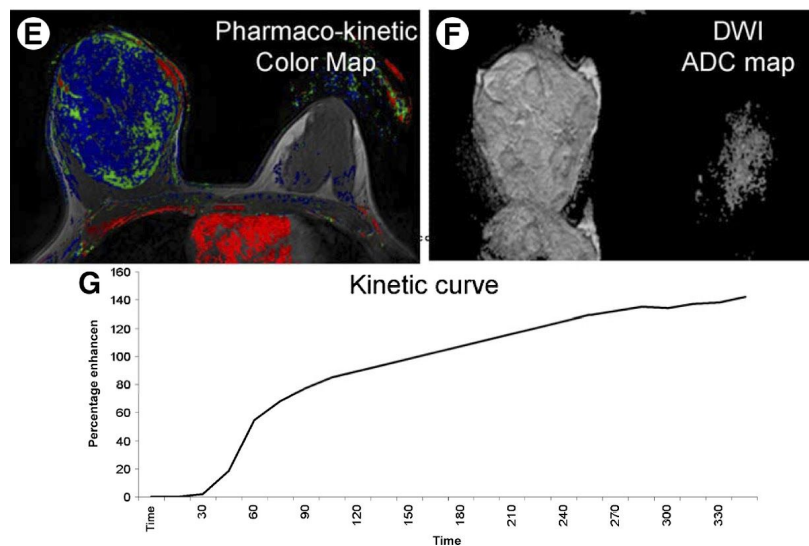 E
Pharmaco-kinetic
Color Map
F
DWI
ADC map
G
Kinetic curve
160
140
120
100
80
60
40
20
0
Percentage enhancen
Time
30
60
90
120
150
180
210
240
270
300
330
Time